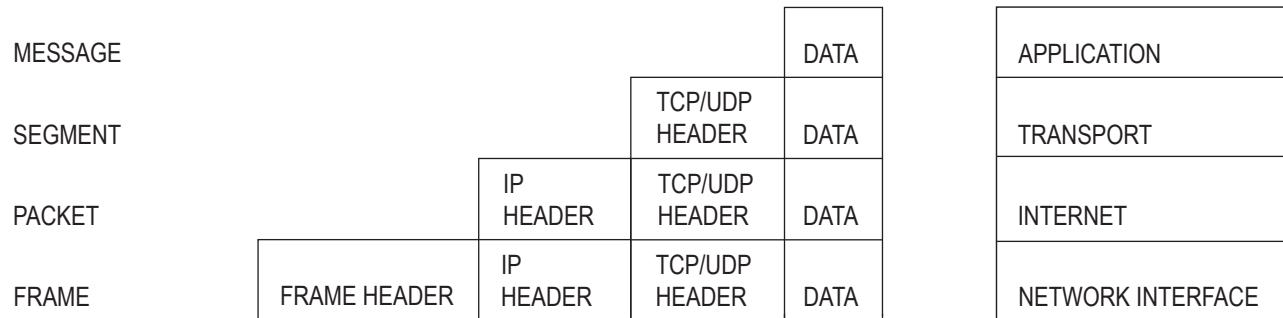 MESSAGE DATA APPLICATION
TCP/UDP
SEGMENT HEADER DATA TRANSPORT
IP TCP/UDP
PACKET HEADER HEADER DATA INTERNET
IP TCP/UDP
FRAME FRAME HEADER HEADER HEADER DATA NETWORK INTERFACE